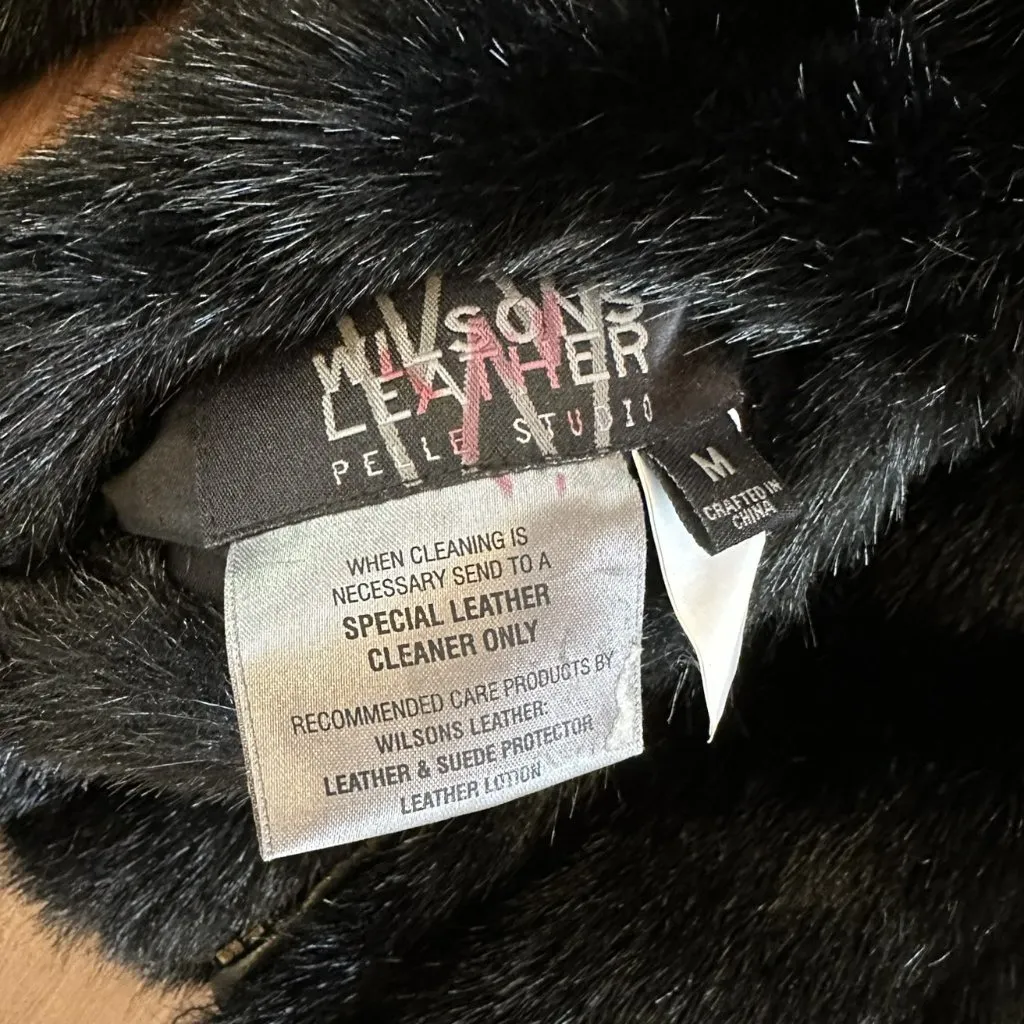 WILSONS
LEATHER
PELLE STUDIO
M
CRAFTED IN
CHINA
WHEN CLEANING IS
NECESSARY SEND TO A
SPECIAL LEATHER
CLEANER ONLY
RECOMMENDED CARE PRODUCTS BY
WILSONS LEATHER:
LEATHER & SUEDE PROTECTOR
LEATHER LOTION